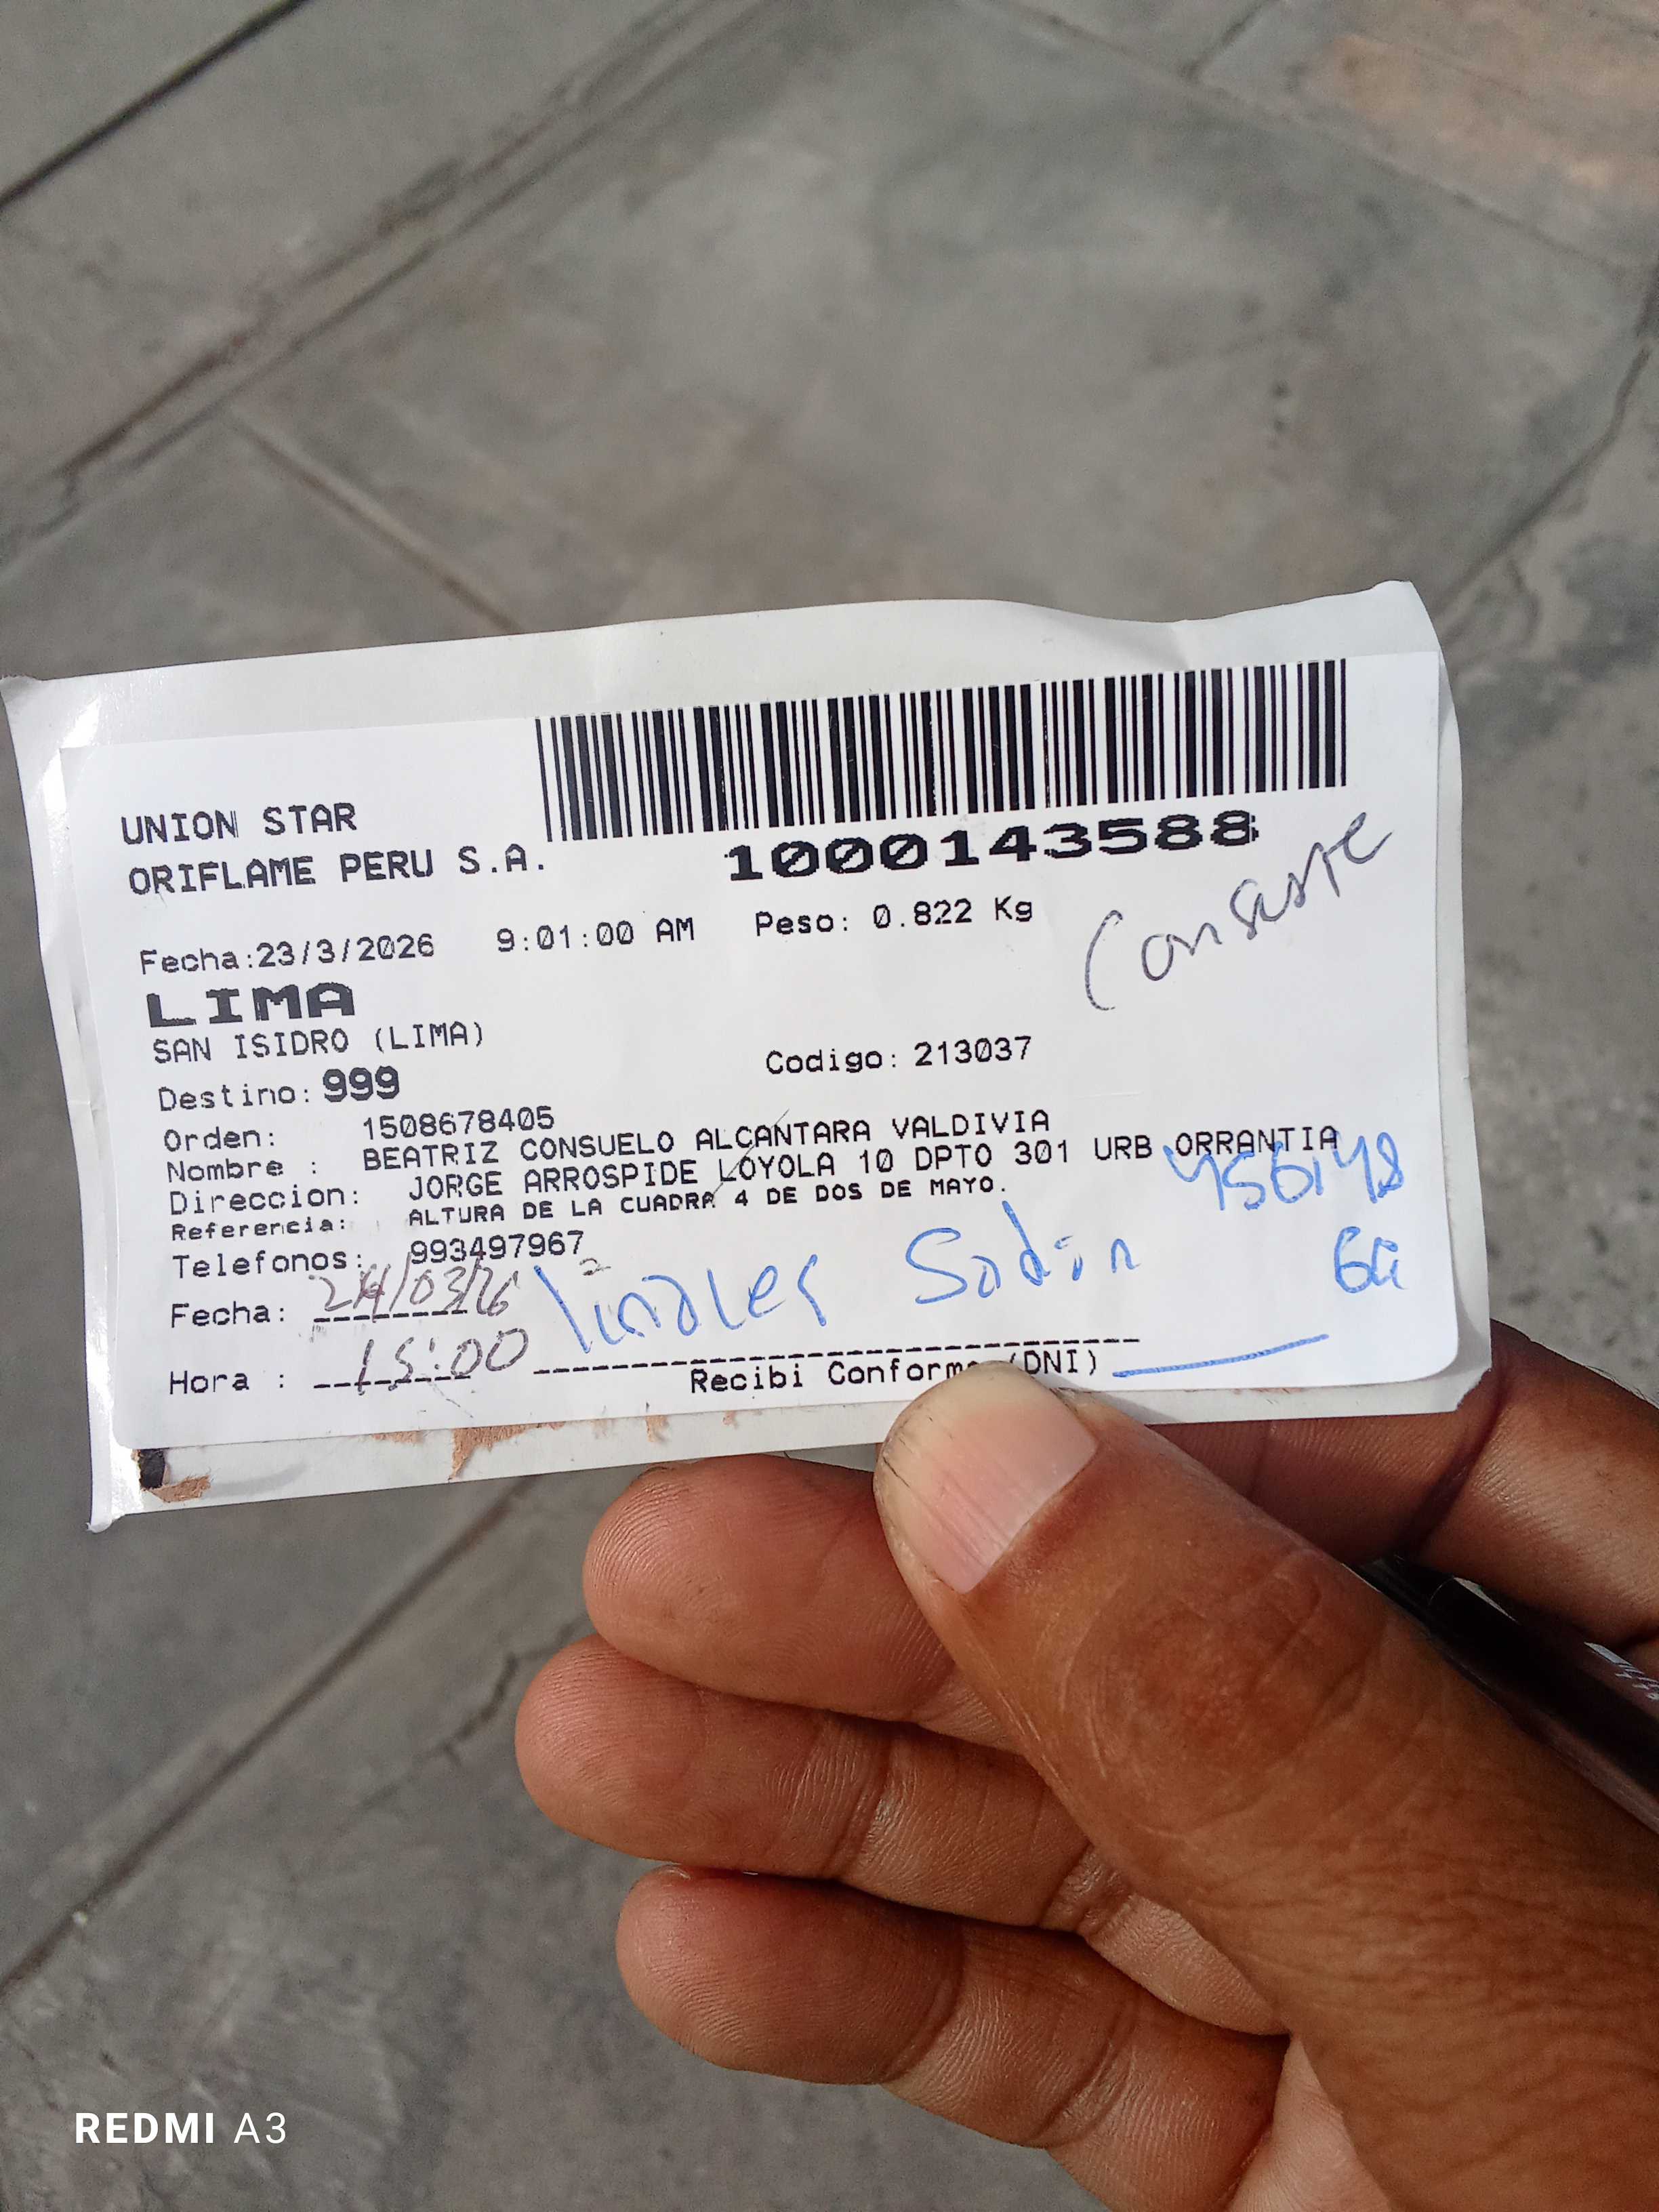 UNION STAR
ORIFLAME PERU S.A.
1000143588
Fecha:23/3/2026 9:01:00 AM Peso: 0.822 Kg
LIMA
SAN ISIDRO (LIMA)
Destino: 999 Codigo: 213037
Orden: 1508678405
Nombre : BEATRIZ CONSUELO ALCANTARA VALDIVIA
Direccion: JORGE ARROSPIDE LOYOLA 10 DPTO 301 URB ORRANTIA
Referencia: ALTURA DE LA CUADRA 4 DE DOS DE MAYO.
Telefonos: 993497967
Fecha: 24/03/26
Hora : 15:00
Recibi Conforme (DNI)
REDMI A3